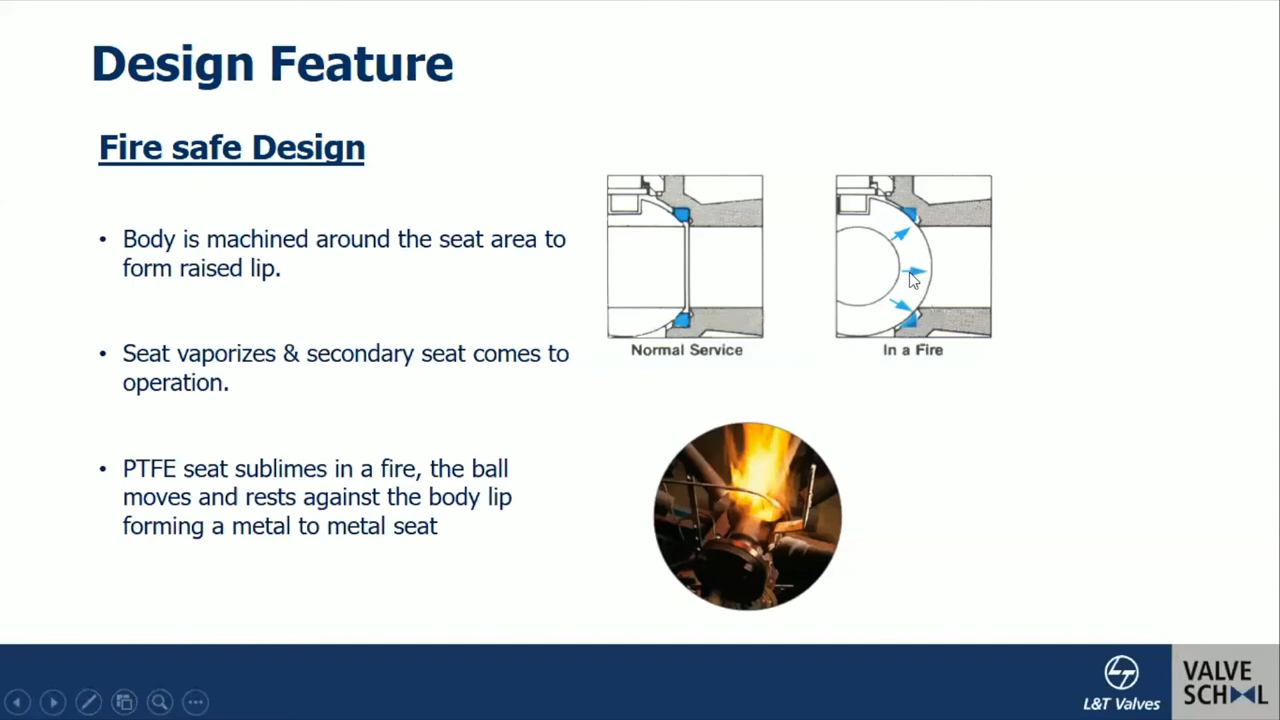 Design Feature
Fire safe Design
• Body is machined around the seat area to
form raised lip.
• Seat vaporizes & secondary seat comes to
operation.
• PTFE seat sublimes in a fire, the ball
moves and rests against the body lip
forming a metal to metal seat
Normal Service
In a Fire
L&T Valves
VALVE
SCHOOL